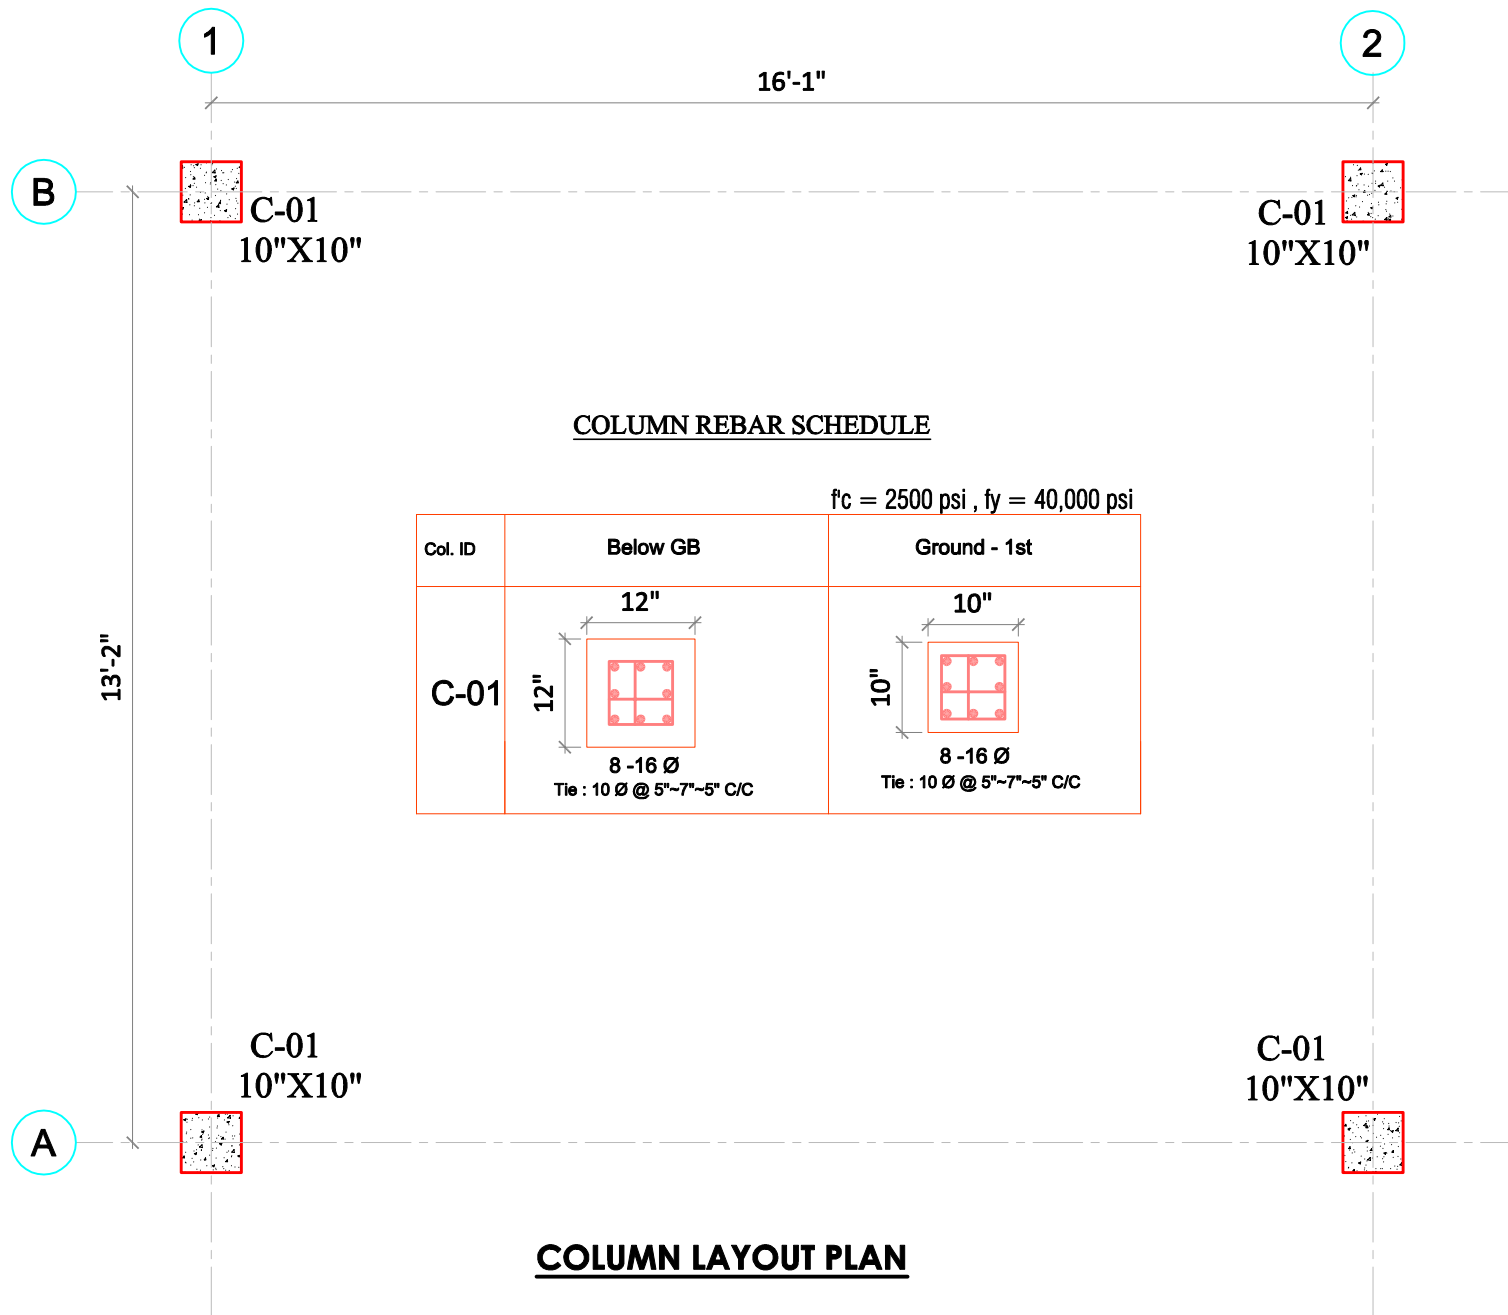 1
2
16'-1"
B
C-01
10"X10"
C-01
10"X10"
COLUMN REBAR SCHEDULE
f'c = 2500 psi , fy = 40,000 psi
Col. ID
Below GB
Ground - 1st
12"
10"
13'-2"
C-01
12"
10"
8 -16 Ø
Tie : 10 Ø @ 5"~7"~5" C/C
8 -16 Ø
Tie : 10 Ø @ 5"~7"~5" C/C
C-01
10"X10"
C-01
10"X10"
A
COLUMN LAYOUT PLAN